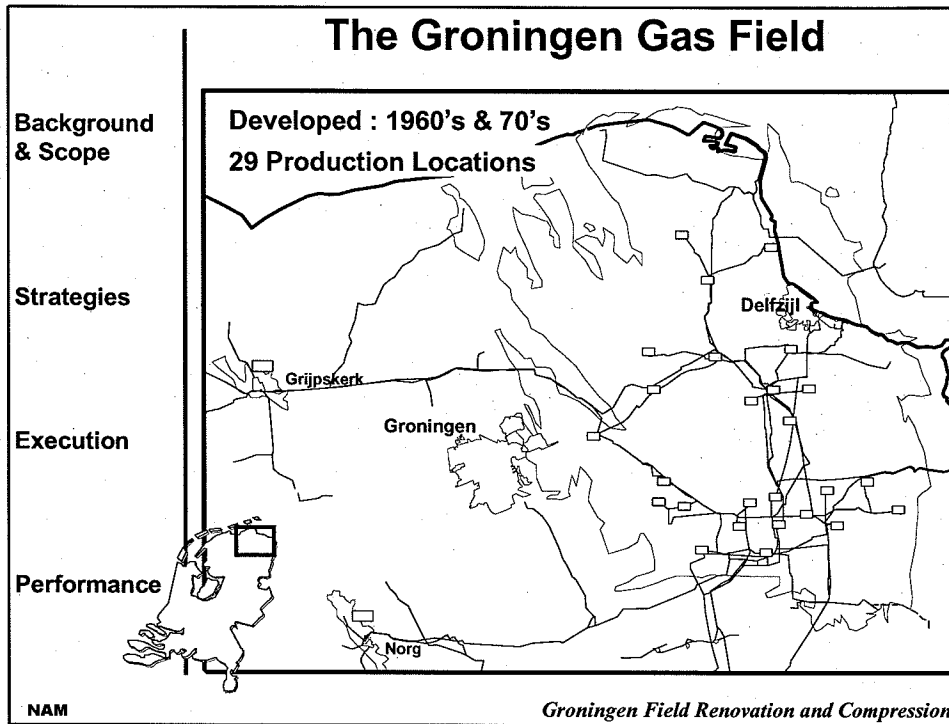 The Groningen Gas Field
Background
& Scope
Strategies
Execution
Performance
Developed : 1960's & 70's
29 Production Locations
Delfzijl
Grijpskerk
Groningen
Norg
NAM
Groningen Field Renovation and Compression